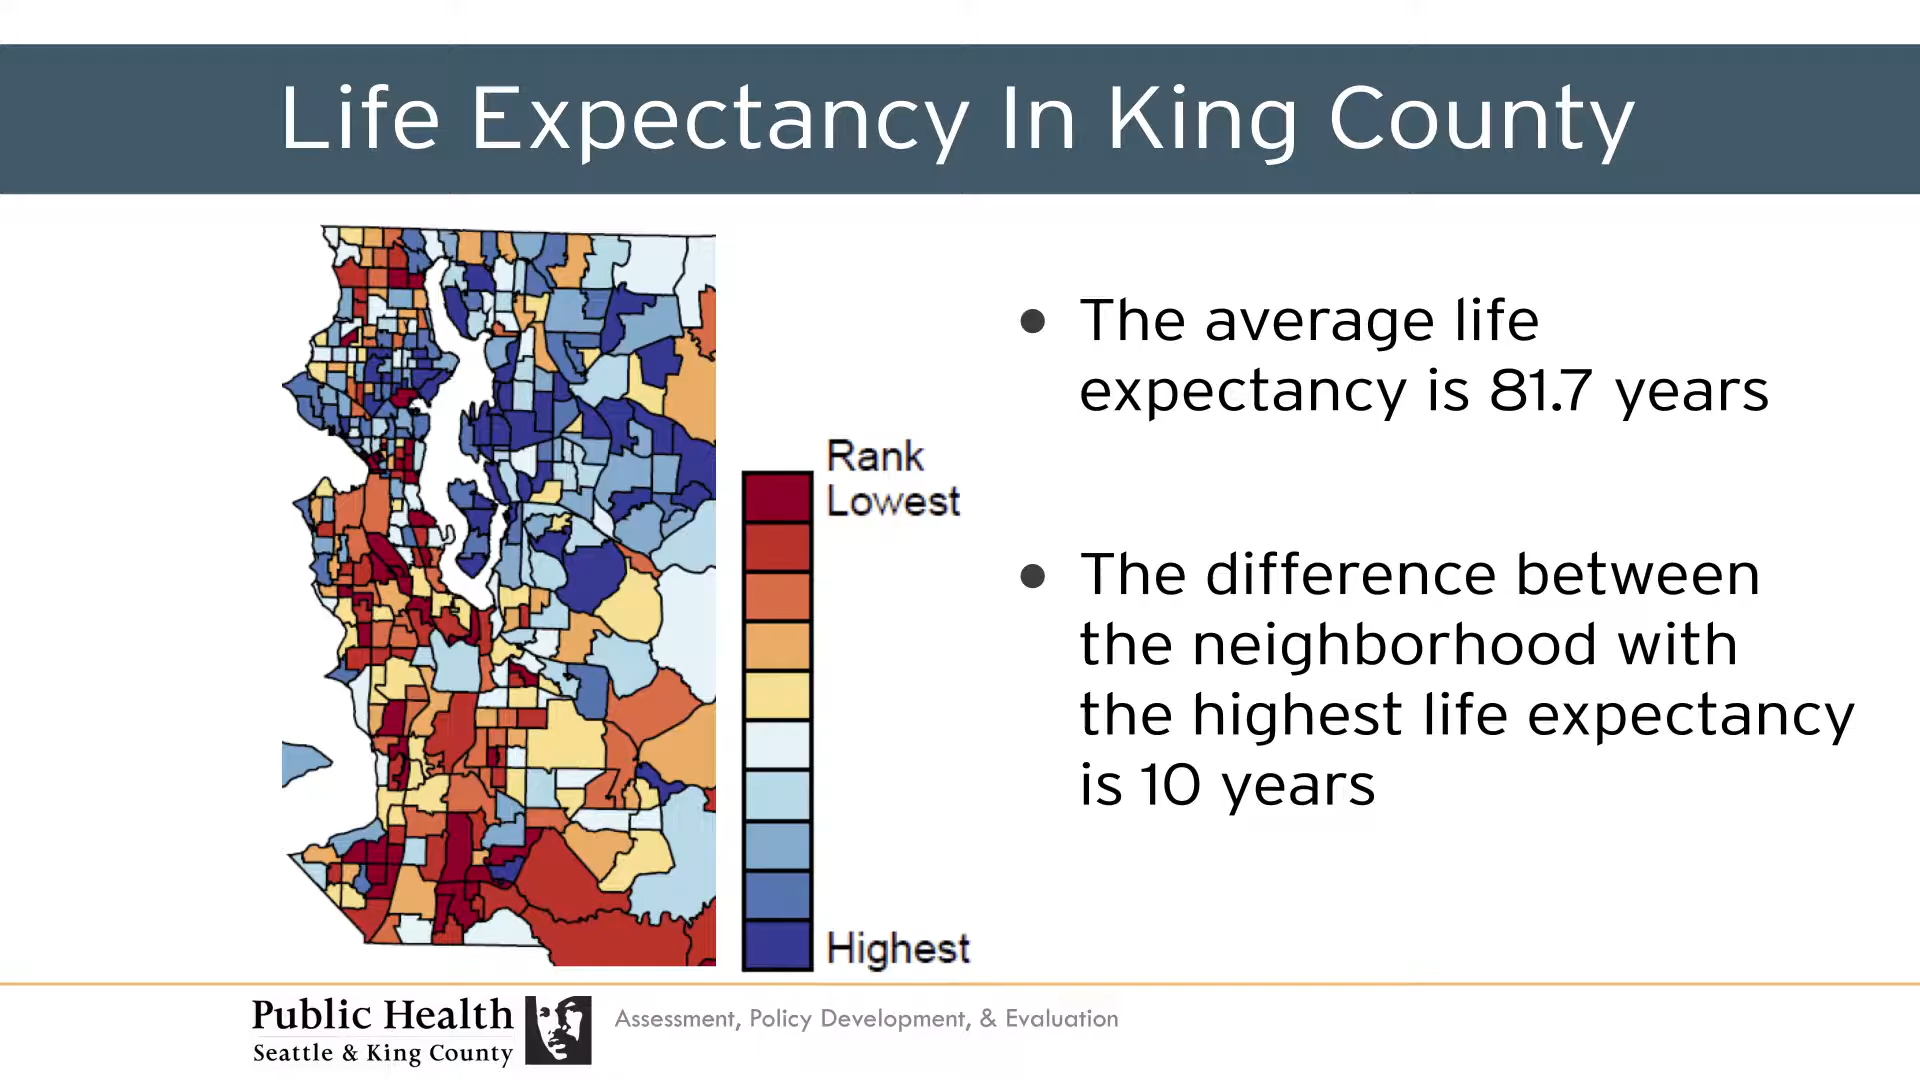 Life Expectancy In King County
Rank
Lowest
Highest
• The average life
expectancy is 81.7 years
• The difference between
the neighborhood with
the highest life expectancy
is 10 years
Public Health
Seattle & King County
Assessment, Policy Development, & Evaluation